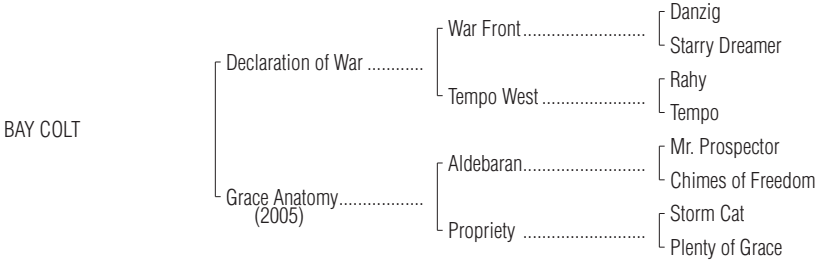 Danzig
War Front..........................
Starry Dreamer
Declaration of War ............
Rahy
Tempo West ......................
Tempo
BAY COLT
Mr. Prospector
Aldebaran..........................
Chimes of Freedom
Grace Anatomy..................
(2005)
Storm Cat
Propriety ..........................
Plenty of Grace